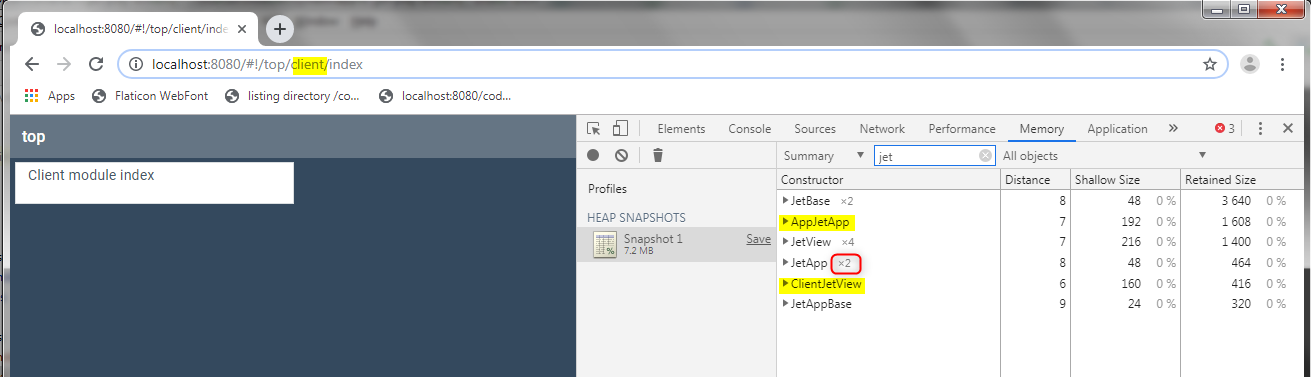 localhost:8080/#!/top/client/inde
localhost:8080/#!/top/client/index
Apps Flaticon WebFont listing directory /co... localhost:8080/cod...
top
Client module index
Elements Console Sources Network Performance Memory Application » 3
Summary jet All objects
Profiles
HEAP SNAPSHOTS
Snapshot 1 Save
7.2 MB
Constructor Distance Shallow Size Retained Size
JetBase ×2 8 48 0 % 3 640 0 %
AppJetApp 7 192 0 % 1 608 0 %
JetView ×4 7 216 0 % 1 400 0 %
JetApp ×2 8 48 0 % 464 0 %
ClientJetView 6 160 0 % 416 0 %
JetAppBase 9 24 0 % 320 0 %